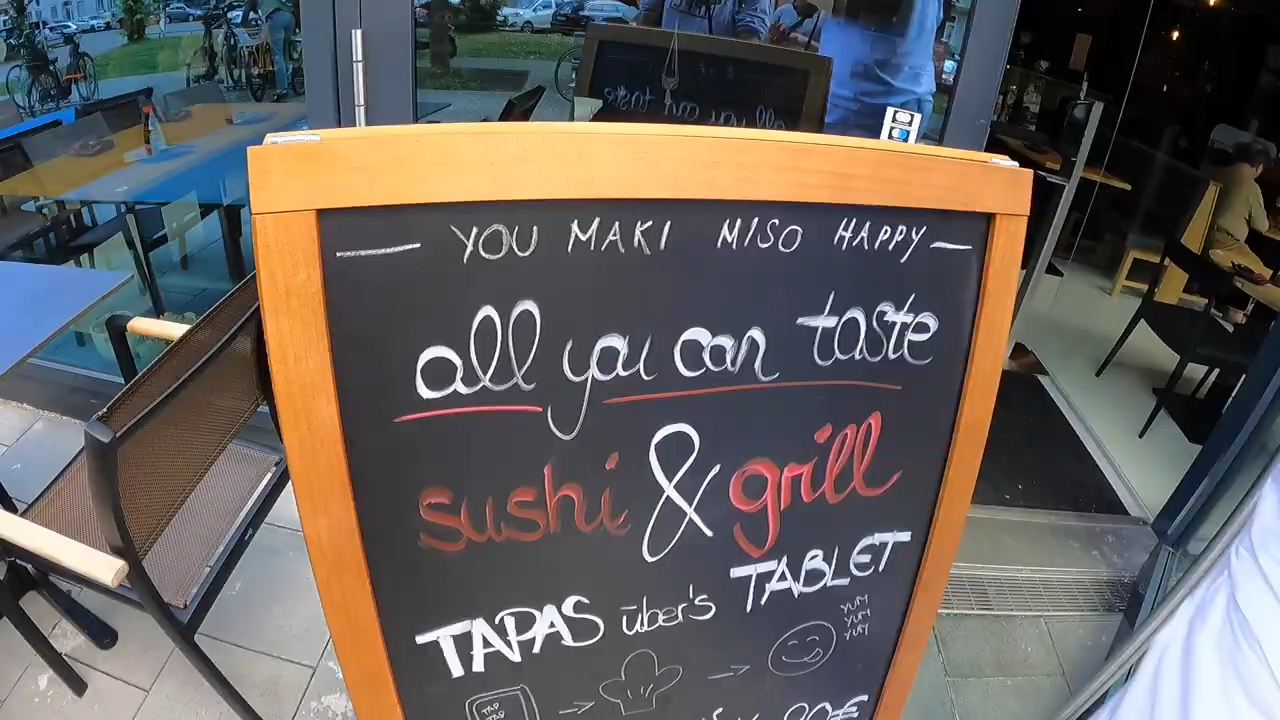 YOU MAKI MISO HAPPY
all you can taste
sushi & grill
TAPAS über's TABLET
YUM
YUM
YUM